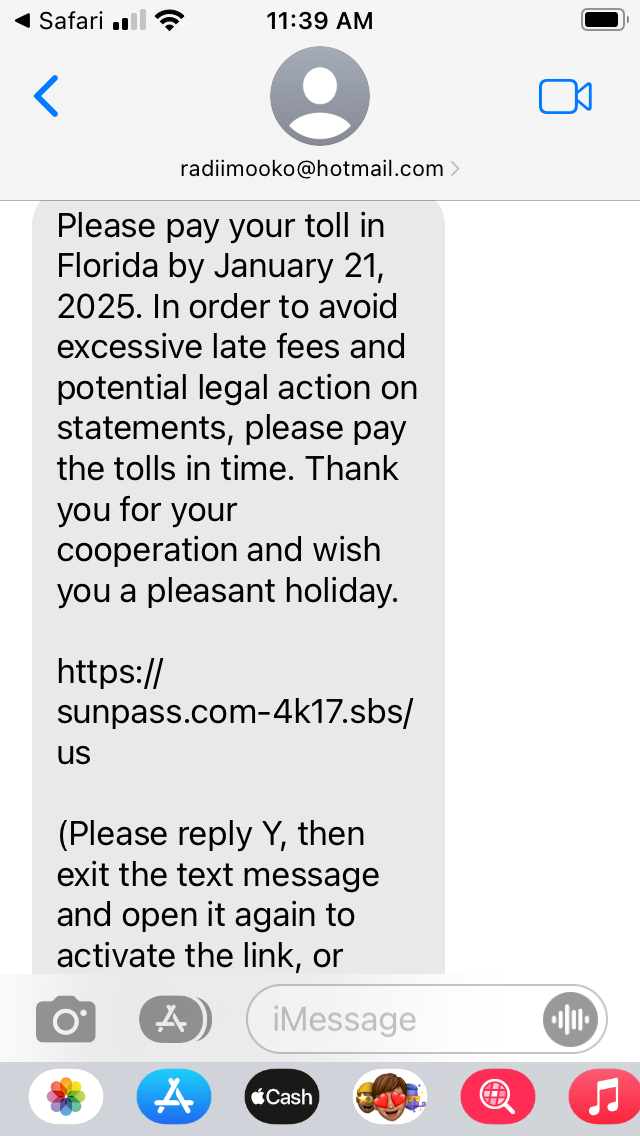 Safari
11:39 AM
radiimooko@hotmail.com
Please pay your toll in
Florida by January 21,
2025. In order to avoid
excessive late fees and
potential legal action on
statements, please pay
the tolls in time. Thank
you for your
cooperation and wish
you a pleasant holiday.
https://
sunpass.com-4k17.sbs/
us
(Please reply Y, then
exit the text message
and open it again to
activate the link, or
iMessage
Cash